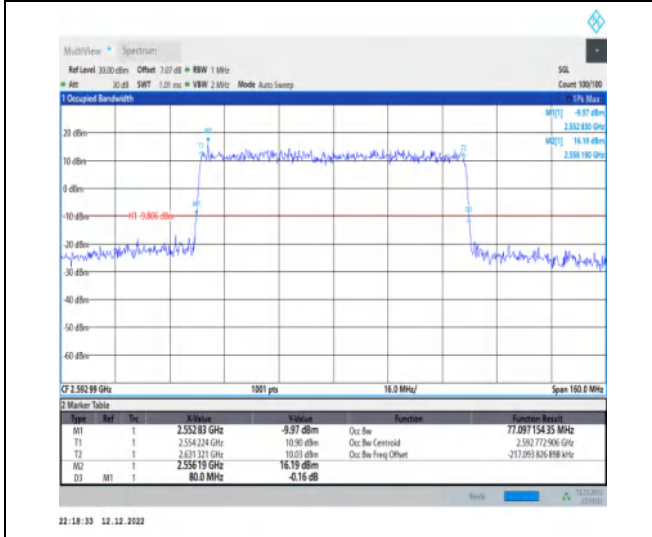 MultiView Spectrum
Ref Level 30.00 dBm Offset 7.07 dB RBW 1 MHz SGL
Att 30 dB SWT 1.01 ms VBW 2 MHz Mode Auto Sweep Count 100/100
1 Occupied Bandwidth 1Pk Max
M1[1] -9.97 dBm
2.552 830 GHz
M2[1] 16.19 dBm
2.556 190 GHz
20 dBm
10 dBm
0 dBm
H1 -9.806 dBm
-10 dBm
-20 dBm
-30 dBm
-40 dBm
-50 dBm
-60 dBm
M2
T1
T2
M1
D3
CF 2.592 99 GHz 1001 pts 16.0 MHz/ Span 160.0 MHz
2 Marker Table
Type Ref Trc X-Value Y-Value Function Function Result
M1 1 2.552 83 GHz -9.97 dBm Occ Bw 77.097 154 35 MHz
T1 1 2.554 224 GHz 10.90 dBm Occ Bw Centroid 2.592 772 906 GHz
T2 1 2.631 321 GHz 10.03 dBm Occ Bw Freq Offset -217.093 826 898 kHz
M2 1 2.556 19 GHz 16.19 dBm
D3 M1 1 80.0 MHz -0.16 dB
Ready 12.12.2022
22:18:33 12.12.2022